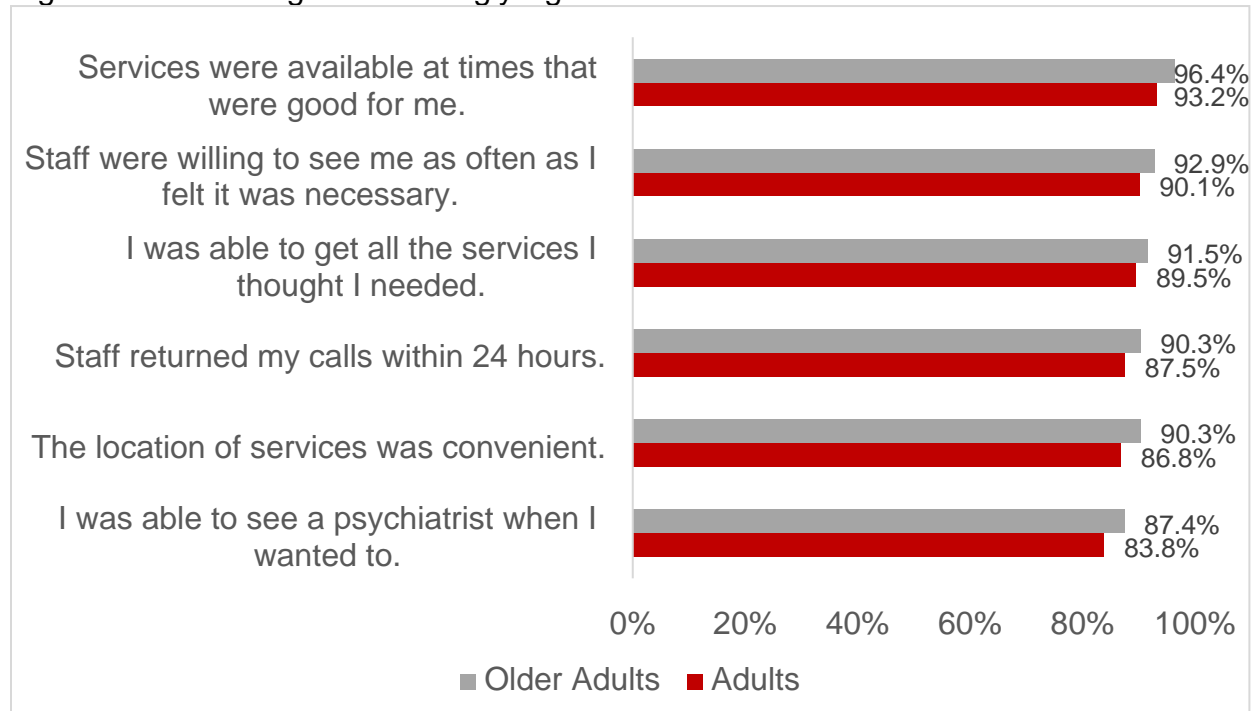 Services were available at times that
were good for me.
96.4%
93.2%
Staff were willing to see me as often as I
felt it was necessary.
92.9%
90.1%
I was able to get all the services I
thought I needed.
91.5%
89.5%
Staff returned my calls within 24 hours.
90.3%
87.5%
The location of services was convenient.
90.3%
86.8%
I was able to see a psychiatrist when I
wanted to.
87.4%
83.8%
0% 20% 40% 60% 80% 100%
Older Adults Adults